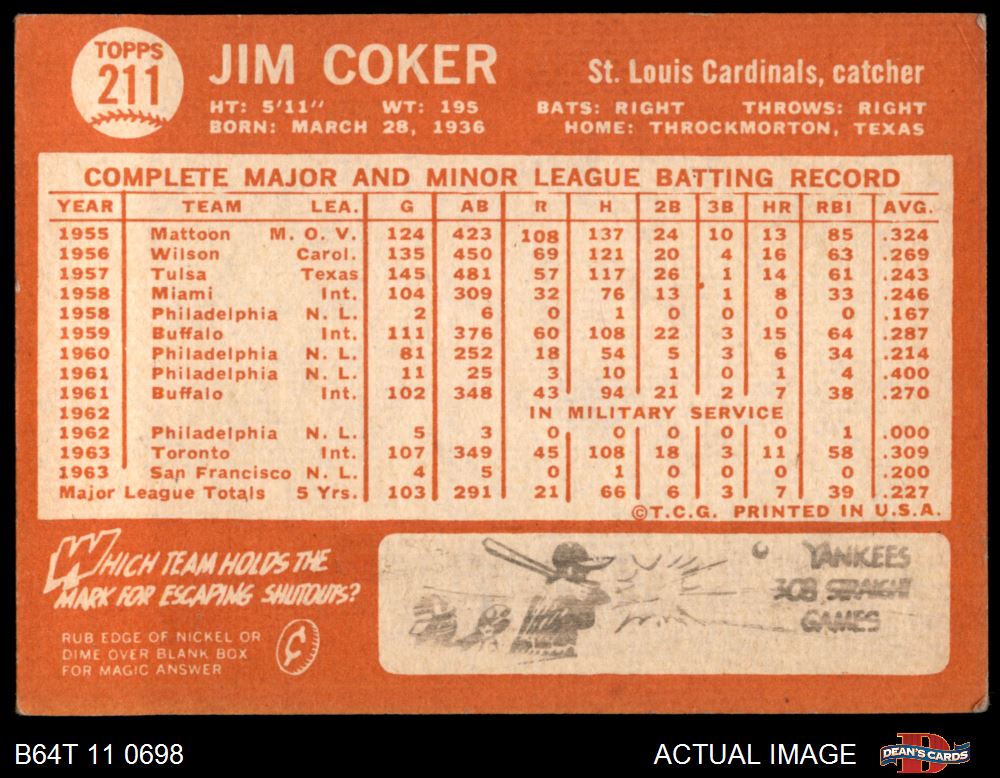 TOPPS
211
JIM COKER
St. Louis Cardinals, catcher
HT: 5'11" WT: 195 BATS: RIGHT THROWS: RIGHT
BORN: MARCH 28, 1936 HOME: THROCKMORTON, TEXAS
COMPLETE MAJOR AND MINOR LEAGUE BATTING RECORD
YEAR TEAM LEA. G AB R H 2B 3B HR RBI AVG.
1955 Mattoon M. O. V. 124 423 108 137 24 10 13 85 .324
1956 Wilson Carol. 135 450 69 121 20 4 16 63 .269
1957 Tulsa Texas 145 481 57 117 26 1 14 61 .243
1958 Miami Int. 104 309 32 76 13 1 8 33 .246
1958 Philadelphia N. L. 2 6 0 1 0 0 0 0 .167
1959 Buffalo Int. 111 376 60 108 22 3 15 64 .287
1960 Philadelphia N. L. 81 252 18 54 5 3 6 34 .214
1961 Philadelphia N. L. 11 25 3 10 1 0 1 4 .400
1961 Buffalo Int. 102 348 43 94 21 2 7 38 .270
1962 IN MILITARY SERVICE
1962 Philadelphia N. L. 5 3 0 0 0 0 0 1 .000
1963 Toronto Int. 107 349 45 108 18 3 11 58 .309
1963 San Francisco N. L. 4 5 0 1 0 0 0 0 .200
Major League Totals 5 Yrs. 103 291 21 66 6 3 7 39 .227
©T.C.G. PRINTED IN U.S.A.
WHICH TEAM HOLDS THE
MARK FOR ESCAPING SHUTOUTS?
RUB EDGE OF NICKEL OR
DIME OVER BLANK BOX
FOR MAGIC ANSWER
YANKEES
308 STRAIGHT
GAMES
B64T 11 0698
ACTUAL IMAGE
DEAN'S CARDS